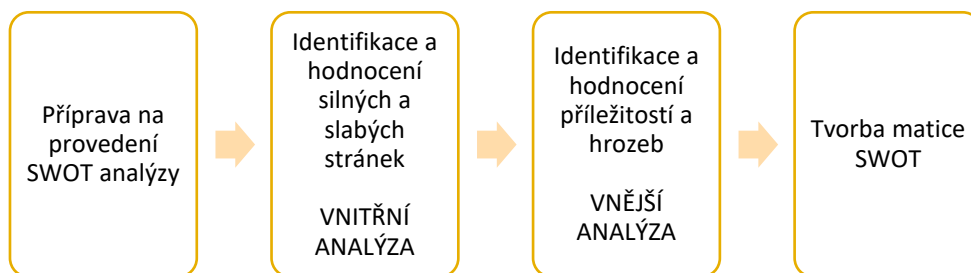 Příprava na
provedení
SWOT analýzy
Identifikace a
hodnocení
silných a
slabých
stránek
VNITŘNÍ
ANALÝZA
Identifikace a
hodnocení
příležitostí a
hrozeb
VNĚJŠÍ
ANALÝZA
Tvorba matice
SWOT